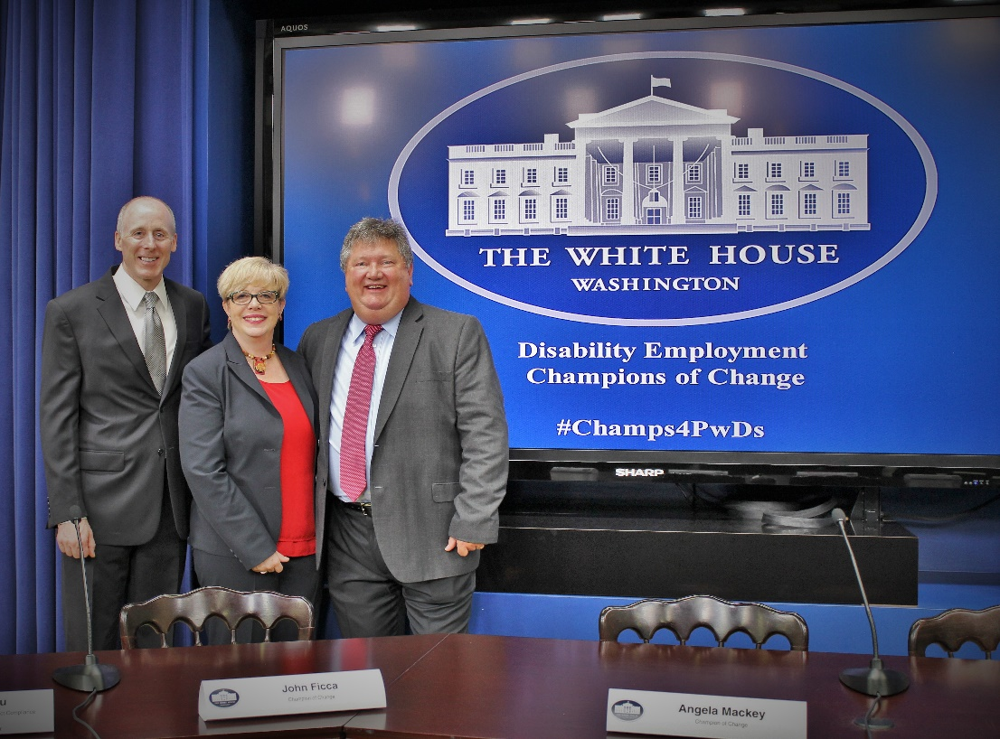 AQUOS
THE WHITE HOUSE
WASHINGTON
Disability Employment
Champions of Change
#Champs4PwDs
SHARP
John Ficca
Champion of Change
Angela Mackey
Champion of Change
u
Compliance